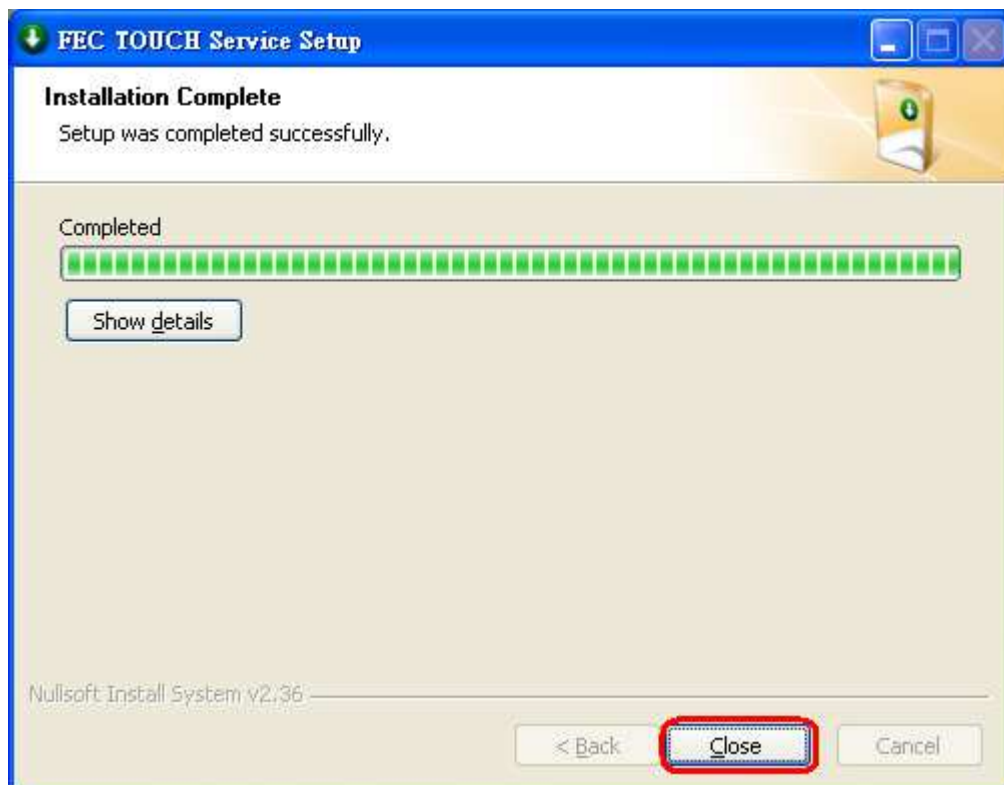 FEC TOUCH Service Setup
Installation Complete
Setup was completed successfully.
Completed
Show details
Nullsoft Install System v2.36
< Back
Close
Cancel